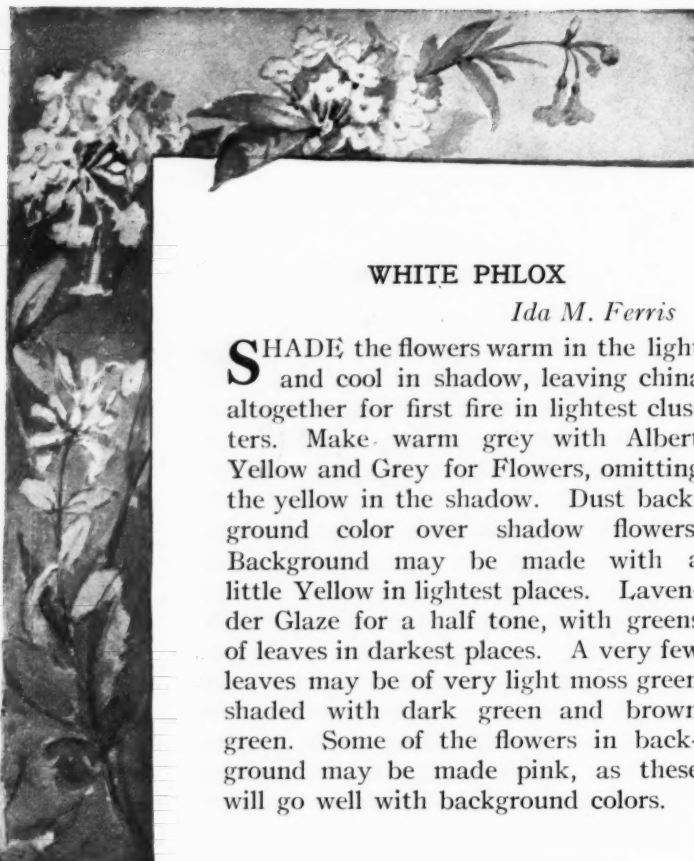 WHITE PHLOX
Ida M. Ferris
SHADE the flowers warm in the light
and cool in shadow, leaving china
altogether for first fire in lightest clus
ters. Make warm grey with Albert
Yellow and Grey for Flowers, omitting
the yellow in the shadow. Dust back
ground color over shadow flowers
Background may be made with a
little Yellow in lightest places. Laven-
der Glaze for a half tone, with greens
of leaves in darkest places. A very few
leaves may be of very light moss green
shaded with dark green and brown
green. Some of the flowers in back-
ground may be made pink, as these
will go well with background colors.